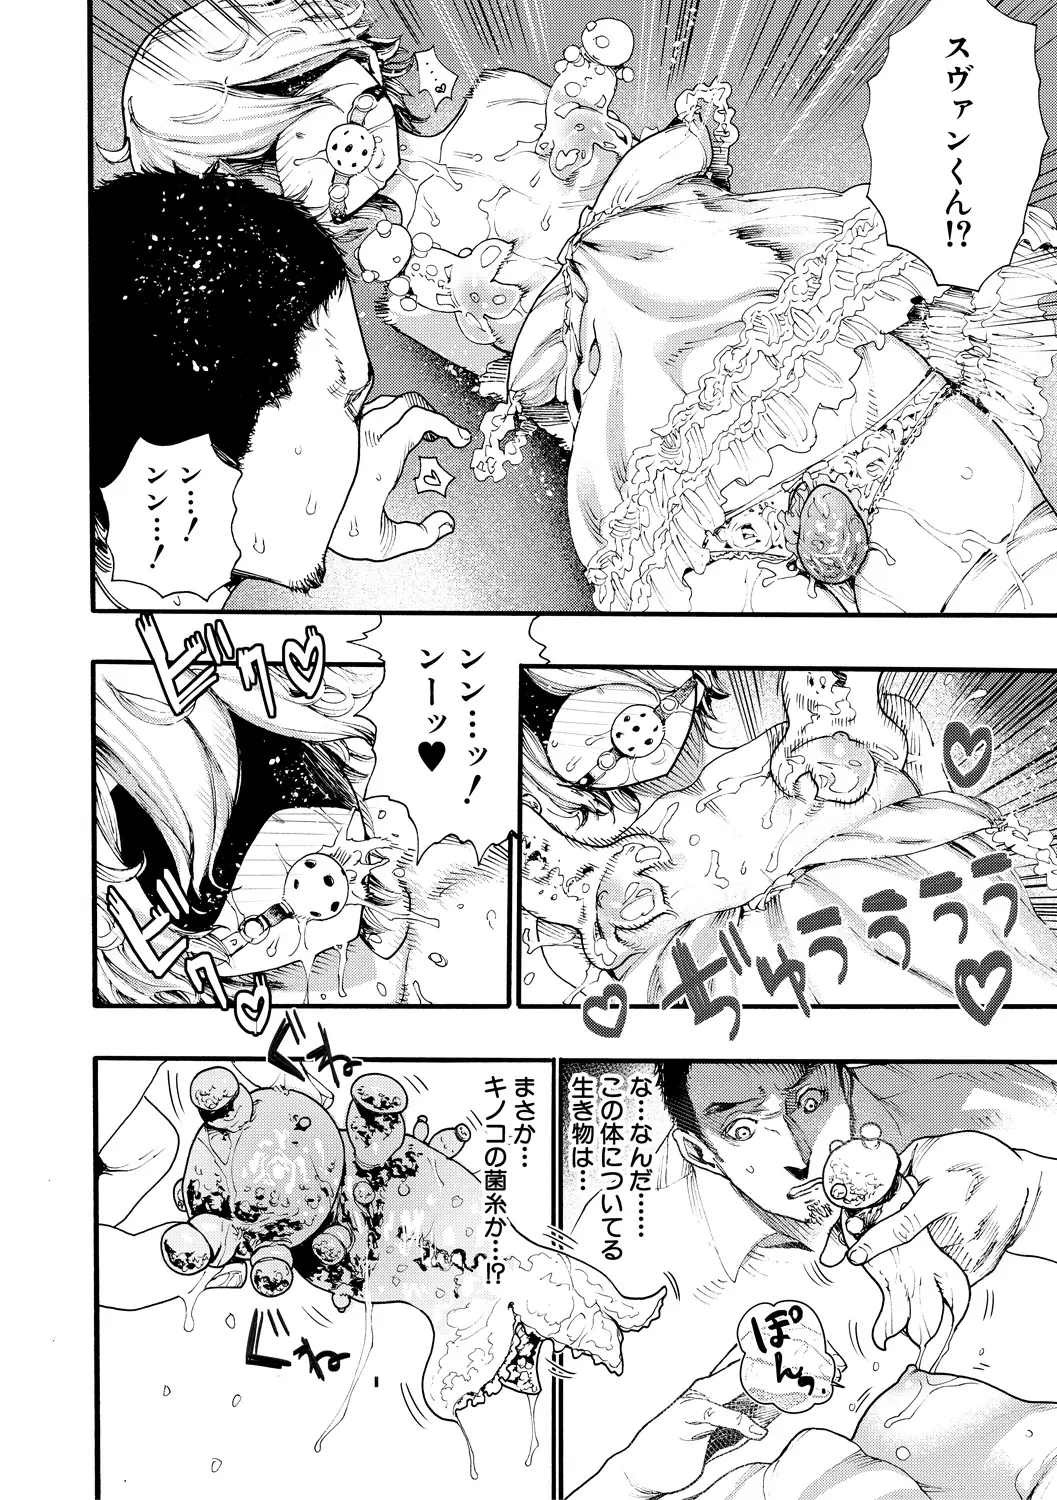 スヴァンくん!?
ン…!
ンン…!
ぢゅうううう
ンン…ッ!
ンーッ♥
ビク♡
ビク♡
な…なんだ……
この体についてる
生き物は…
ぽんっ
まさか…
キノコの菌糸か…!?
ぐね
ぐね